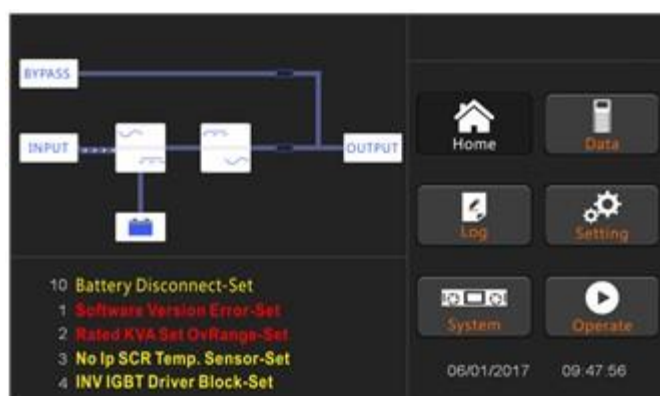 BYPASS
INPUT
OUTPUT
10 Battery Disconnect-Set
1 Software Version Error-Set
2 Rated KVA Set OvRange-Set
3 No Ip SCR Temp. Sensor-Set
4 INV IGBT Driver Block-Set
Home
Data
Log
Setting
System
Operate
06/01/2017 09:47:56